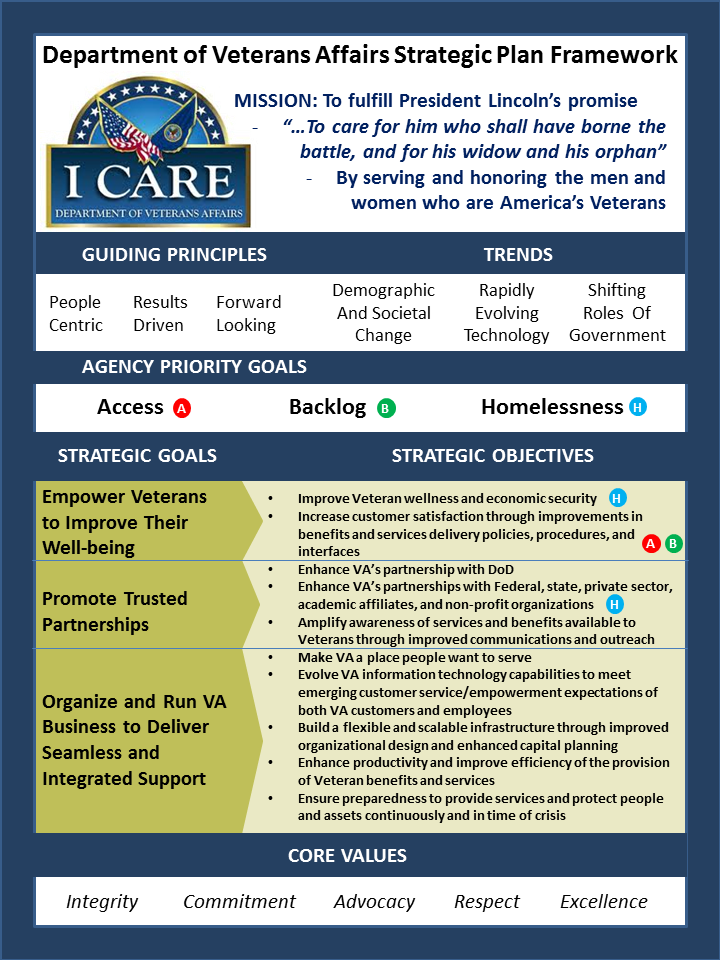 Department of Veterans Affairs Strategic Plan Framework
I CARE
DEPARTMENT OF VETERANS AFFAIRS
MISSION: To fulfill President Lincoln's promise
- "...To care for him who shall have borne the
battle, and for his widow and his orphan"
- By serving and honoring the men and
women who are America's Veterans
GUIDING PRINCIPLES
TRENDS
People
Centric
Results
Driven
Forward
Looking
Demographic
And Societal
Change
Rapidly
Evolving
Technology
Shifting
Roles Of
Government
AGENCY PRIORITY GOALS
Access A
Backlog B
Homelessness H
STRATEGIC GOALS
STRATEGIC OBJECTIVES
Empower Veterans
to Improve Their
Well-being
• Improve Veteran wellness and economic security H
• Increase customer satisfaction through improvements in
benefits and services delivery policies, procedures, and
interfaces A B
Promote Trusted
Partnerships
• Enhance VA's partnership with DoD
• Enhance VA's partnerships with Federal, state, private sector,
academic affiliates, and non-profit organizations H
• Amplify awareness of services and benefits available to
Veterans through improved communications and outreach
Organize and Run VA
Business to Deliver
Seamless and
Integrated Support
• Make VA a place people want to serve
• Evolve VA information technology capabilities to meet
emerging customer service/empowerment expectations of
both VA customers and employees
• Build a flexible and scalable infrastructure through improved
organizational design and enhanced capital planning
• Enhance productivity and improve efficiency of the provision
of Veteran benefits and services
• Ensure preparedness to provide services and protect people
and assets continuously and in time of crisis
CORE VALUES
Integrity
Commitment
Advocacy
Respect
Excellence